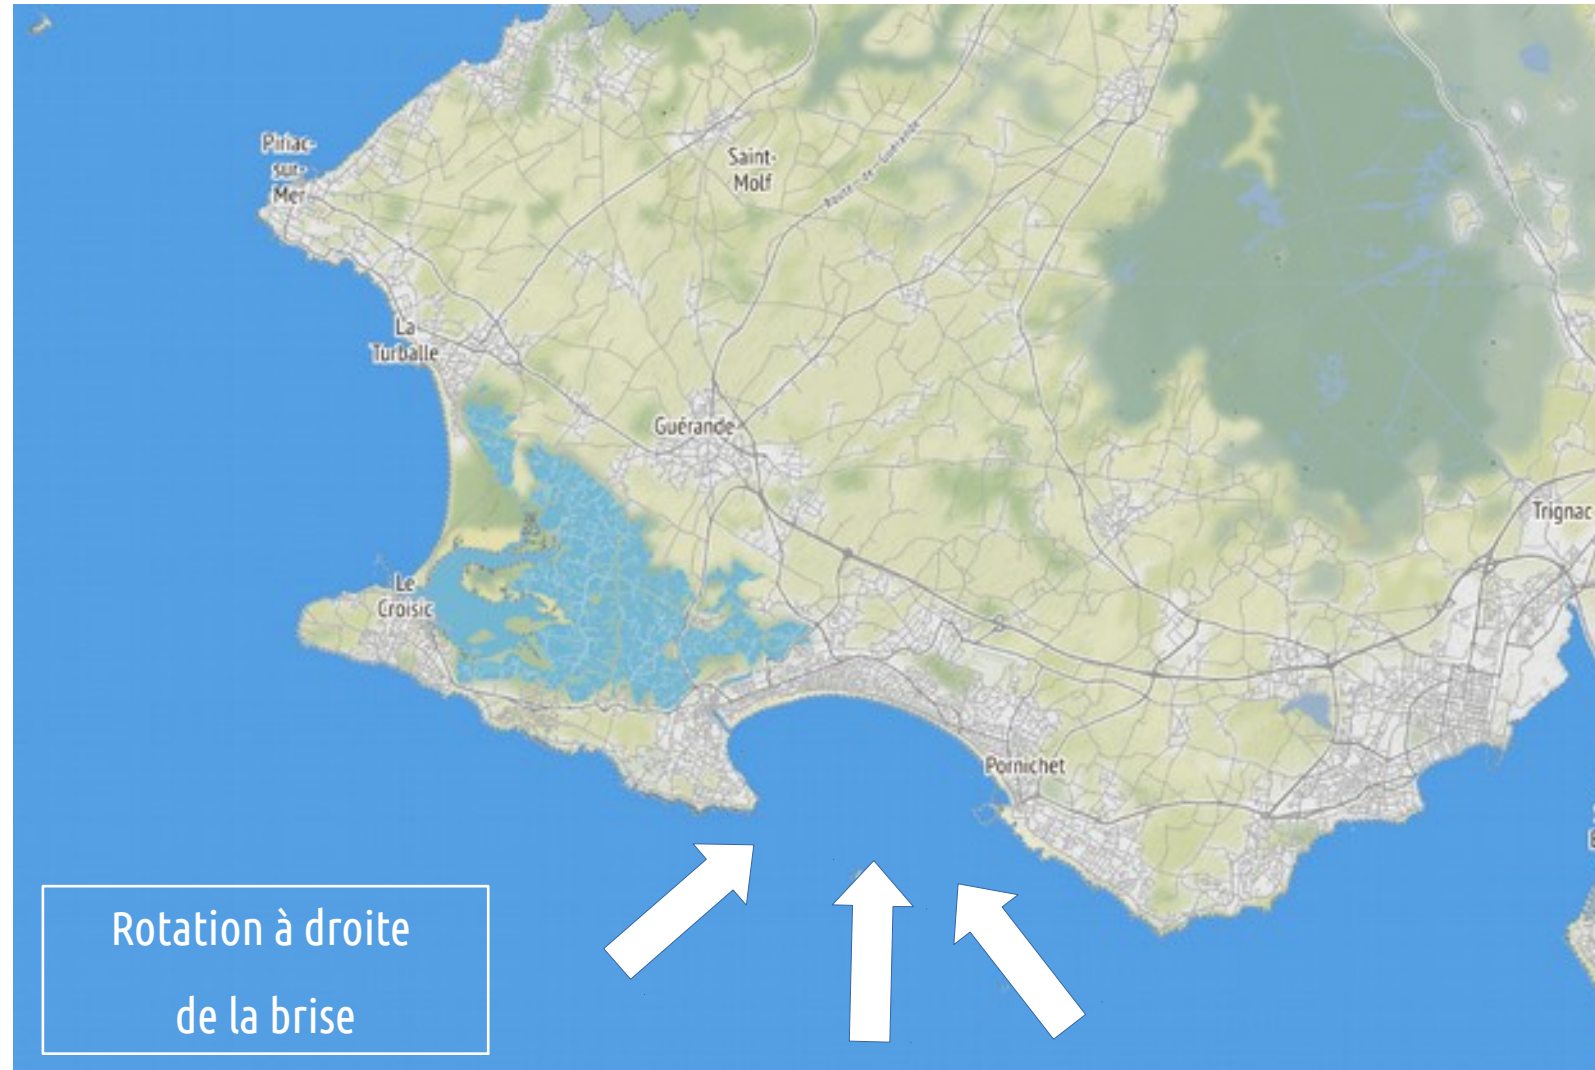 Piriac-
sur-
Mer
Saint-
Molf
Route-de-Guérande
La
Turballe
Guérande
Trignac
Le
Croisic
Pornichet
Rotation à droite
de la brise